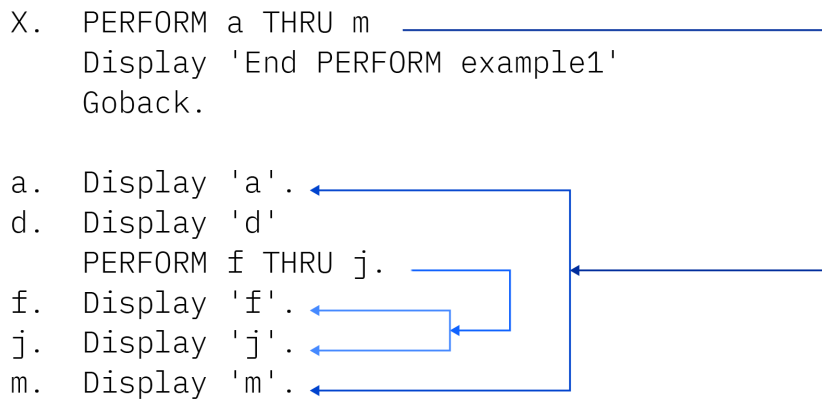 X.  PERFORM a THRU m
    Display 'End PERFORM example1'
    Goback.
a.  Display 'a'.
d.  Display 'd'
    PERFORM f THRU j.
f.  Display 'f'.
j.  Display 'j'.
m.  Display 'm'.